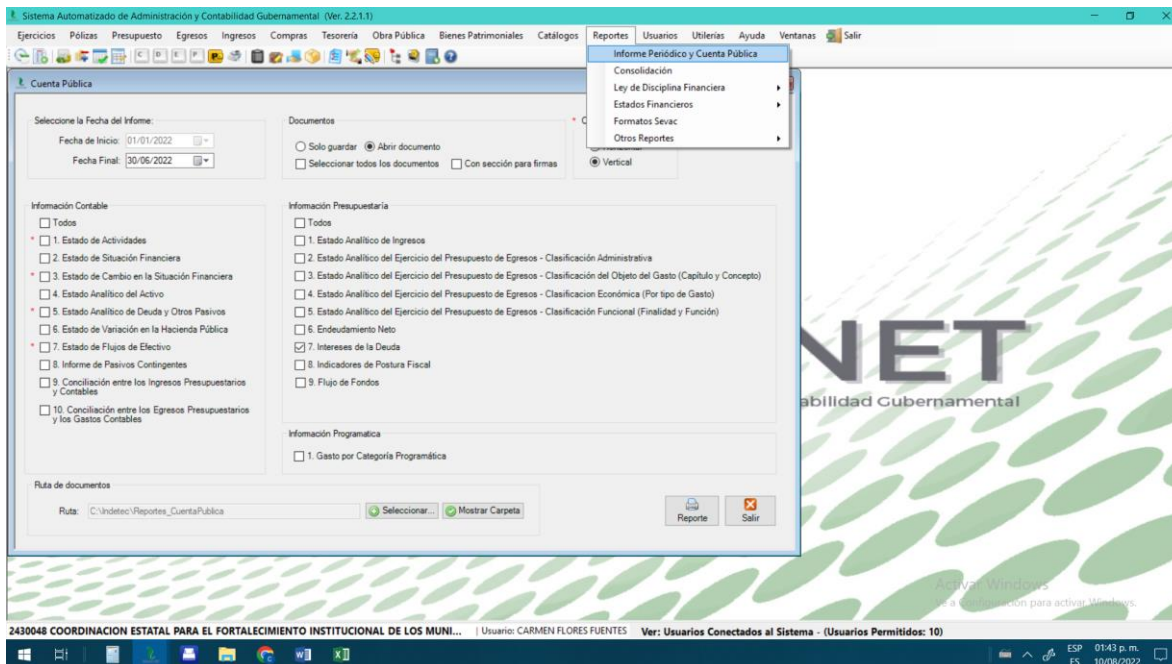 Sistema Automatizado de Administración y Contabilidad Gubernamental (Ver. 2.2.1.1)
Ejercicios Pólizas Presupuesto Egresos Ingresos Compras Tesorería Obra Pública Bienes Patrimoniales Catálogos Reportes Usuarios Utilerías Ayuda Ventanas Salir
Informe Periódico y Cuenta Pública
Consolidación
Ley de Disciplina Financiera
Estados Financieros
Formatos Sevac
Otros Reportes
Cuenta Pública
Seleccione la Fecha del Informe:
Fecha de Inicio: 01/01/2022
Fecha Final: 30/06/2022
Documentos
Solo guardar Abrir documento
Seleccionar todos los documentos Con sección para firmas
Vertical
Información Contable
Todos
* 1. Estado de Actividades
2. Estado de Situación Financiera
* 3. Estado de Cambio en la Situación Financiera
4. Estado Analítico del Activo
* 5. Estado Analítico de Deuda y Otros Pasivos
6. Estado de Variación en la Hacienda Pública
* 7. Estado de Flujos de Efectivo
8. Informe de Pasivos Contingentes
9. Conciliación entre los Ingresos Presupuestarios
y Contables
10. Conciliación entre los Egresos Presupuestarios
y los Gastos Contables
Información Presupuestaría
Todos
1. Estado Analítico de Ingresos
2. Estado Analítico del Ejercicio del Presupuesto de Egresos - Clasificación Administrativa
3. Estado Analítico del Ejercicio del Presupuesto de Egresos - Clasificación del Objeto del Gasto (Capítulo y Concepto)
4. Estado Analítico del Ejercicio del Presupuesto de Egresos - Clasificacion Económica (Por tipo de Gasto)
5. Estado Analítico del Ejercicio del Presupuesto de Egresos - Clasificación Funcional (Finalidad y Función)
6. Endeudamiento Neto
7. Intereses de la Deuda
8. Indicadores de Postura Fiscal
9. Flujo de Fondos
Información Programatica
1. Gasto por Categoría Programática
Ruta de documentos
Ruta: C:\Indetec\Reportes_CuentaPublica
Seleccionar... Mostrar Carpeta
Reporte Salir
NET
abilidad Gubernamental
Activar Windows
Ve a Configuración para activar Windows.
2430048 COORDINACION ESTATAL PARA EL FORTALECIMIENTO INSTITUCIONAL DE LOS MUNI... | Usuario: CARMEN FLORES FUENTES Ver: Usuarios Conectados al Sistema - (Usuarios Permitidos: 10)
ESP 01:43 p. m.
ES 10/08/2022